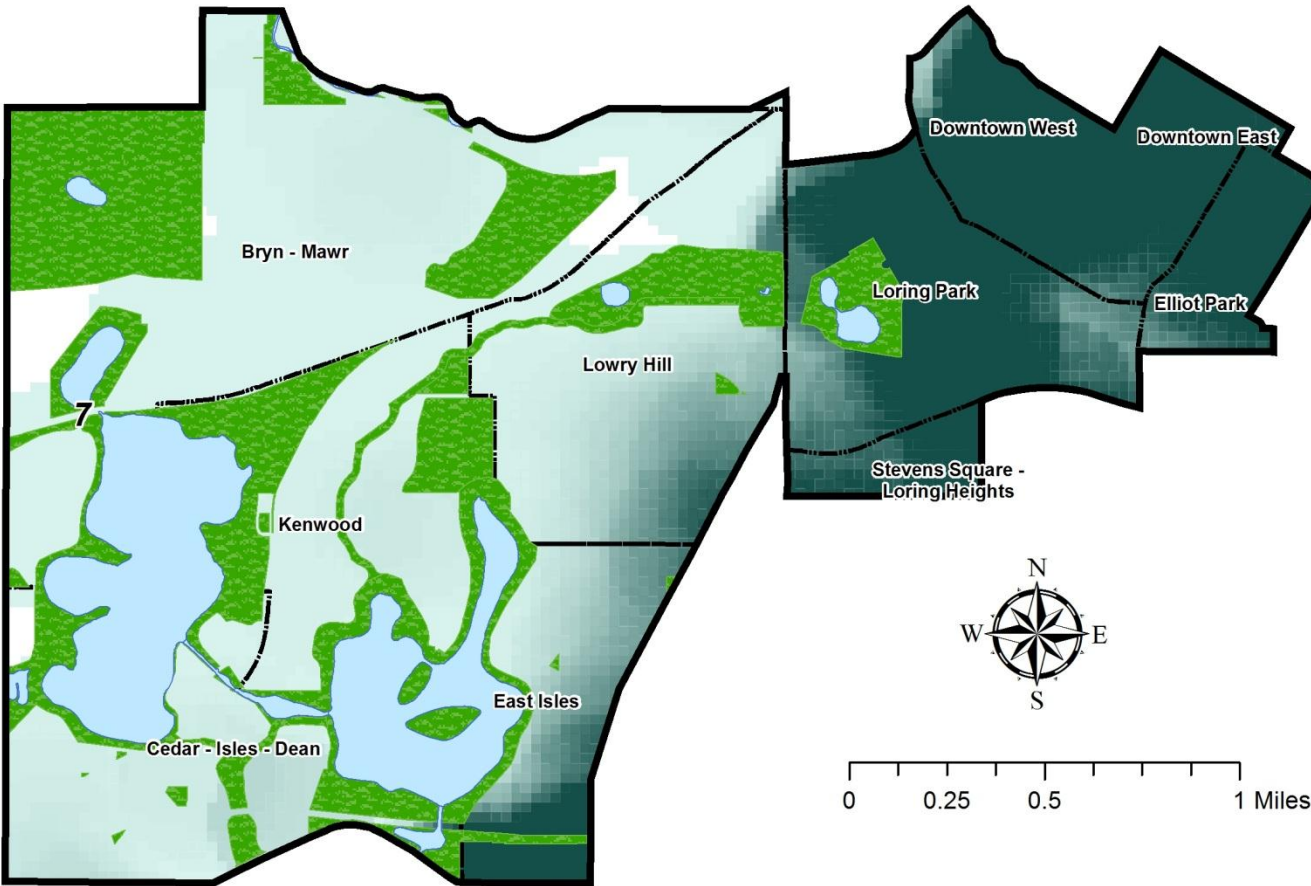 Downtown West
Downtown East
Bryn - Mawr
Loring Park
Elliot Park
Lowry Hill
7
Stevens Square -
Loring Heights
Kenwood
N
W E
S
East Isles
Cedar - Isles - Dean
0 0.25 0.5 1 Miles